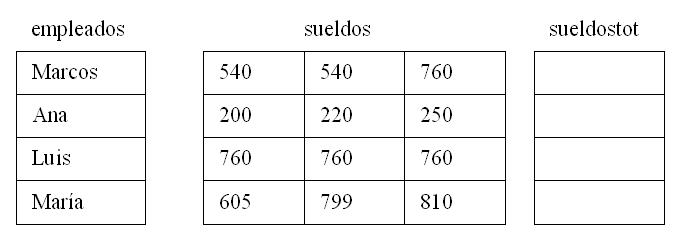 empleados sueldos sueldostot
Marcos 540 540 760
Ana 200 220 250
Luis 760 760 760
María 605 799 810